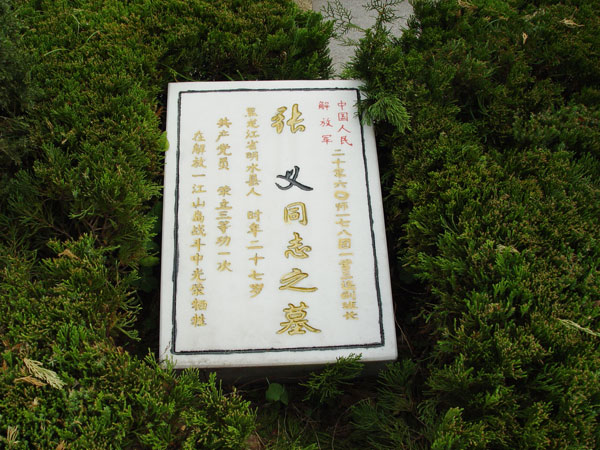 中国人民
解放军
二十军六〇师一七八团一营三连副班长
张义同志之墓
黑龙江省明水县人 时年二十七岁
共产党员 荣立三等功一次
在解放一江山岛战斗中光荣牺牲